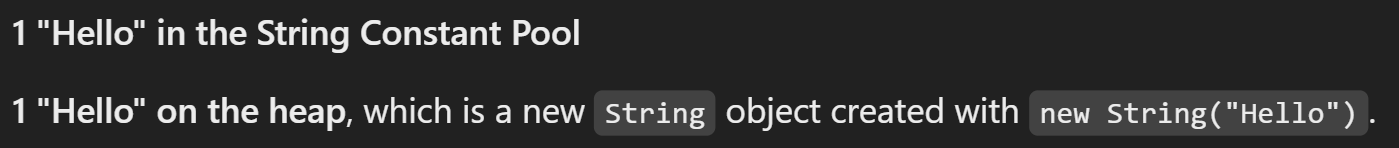 1 "Hello" in the String Constant Pool
1 "Hello" on the heap, which is a new String object created with new String("Hello").